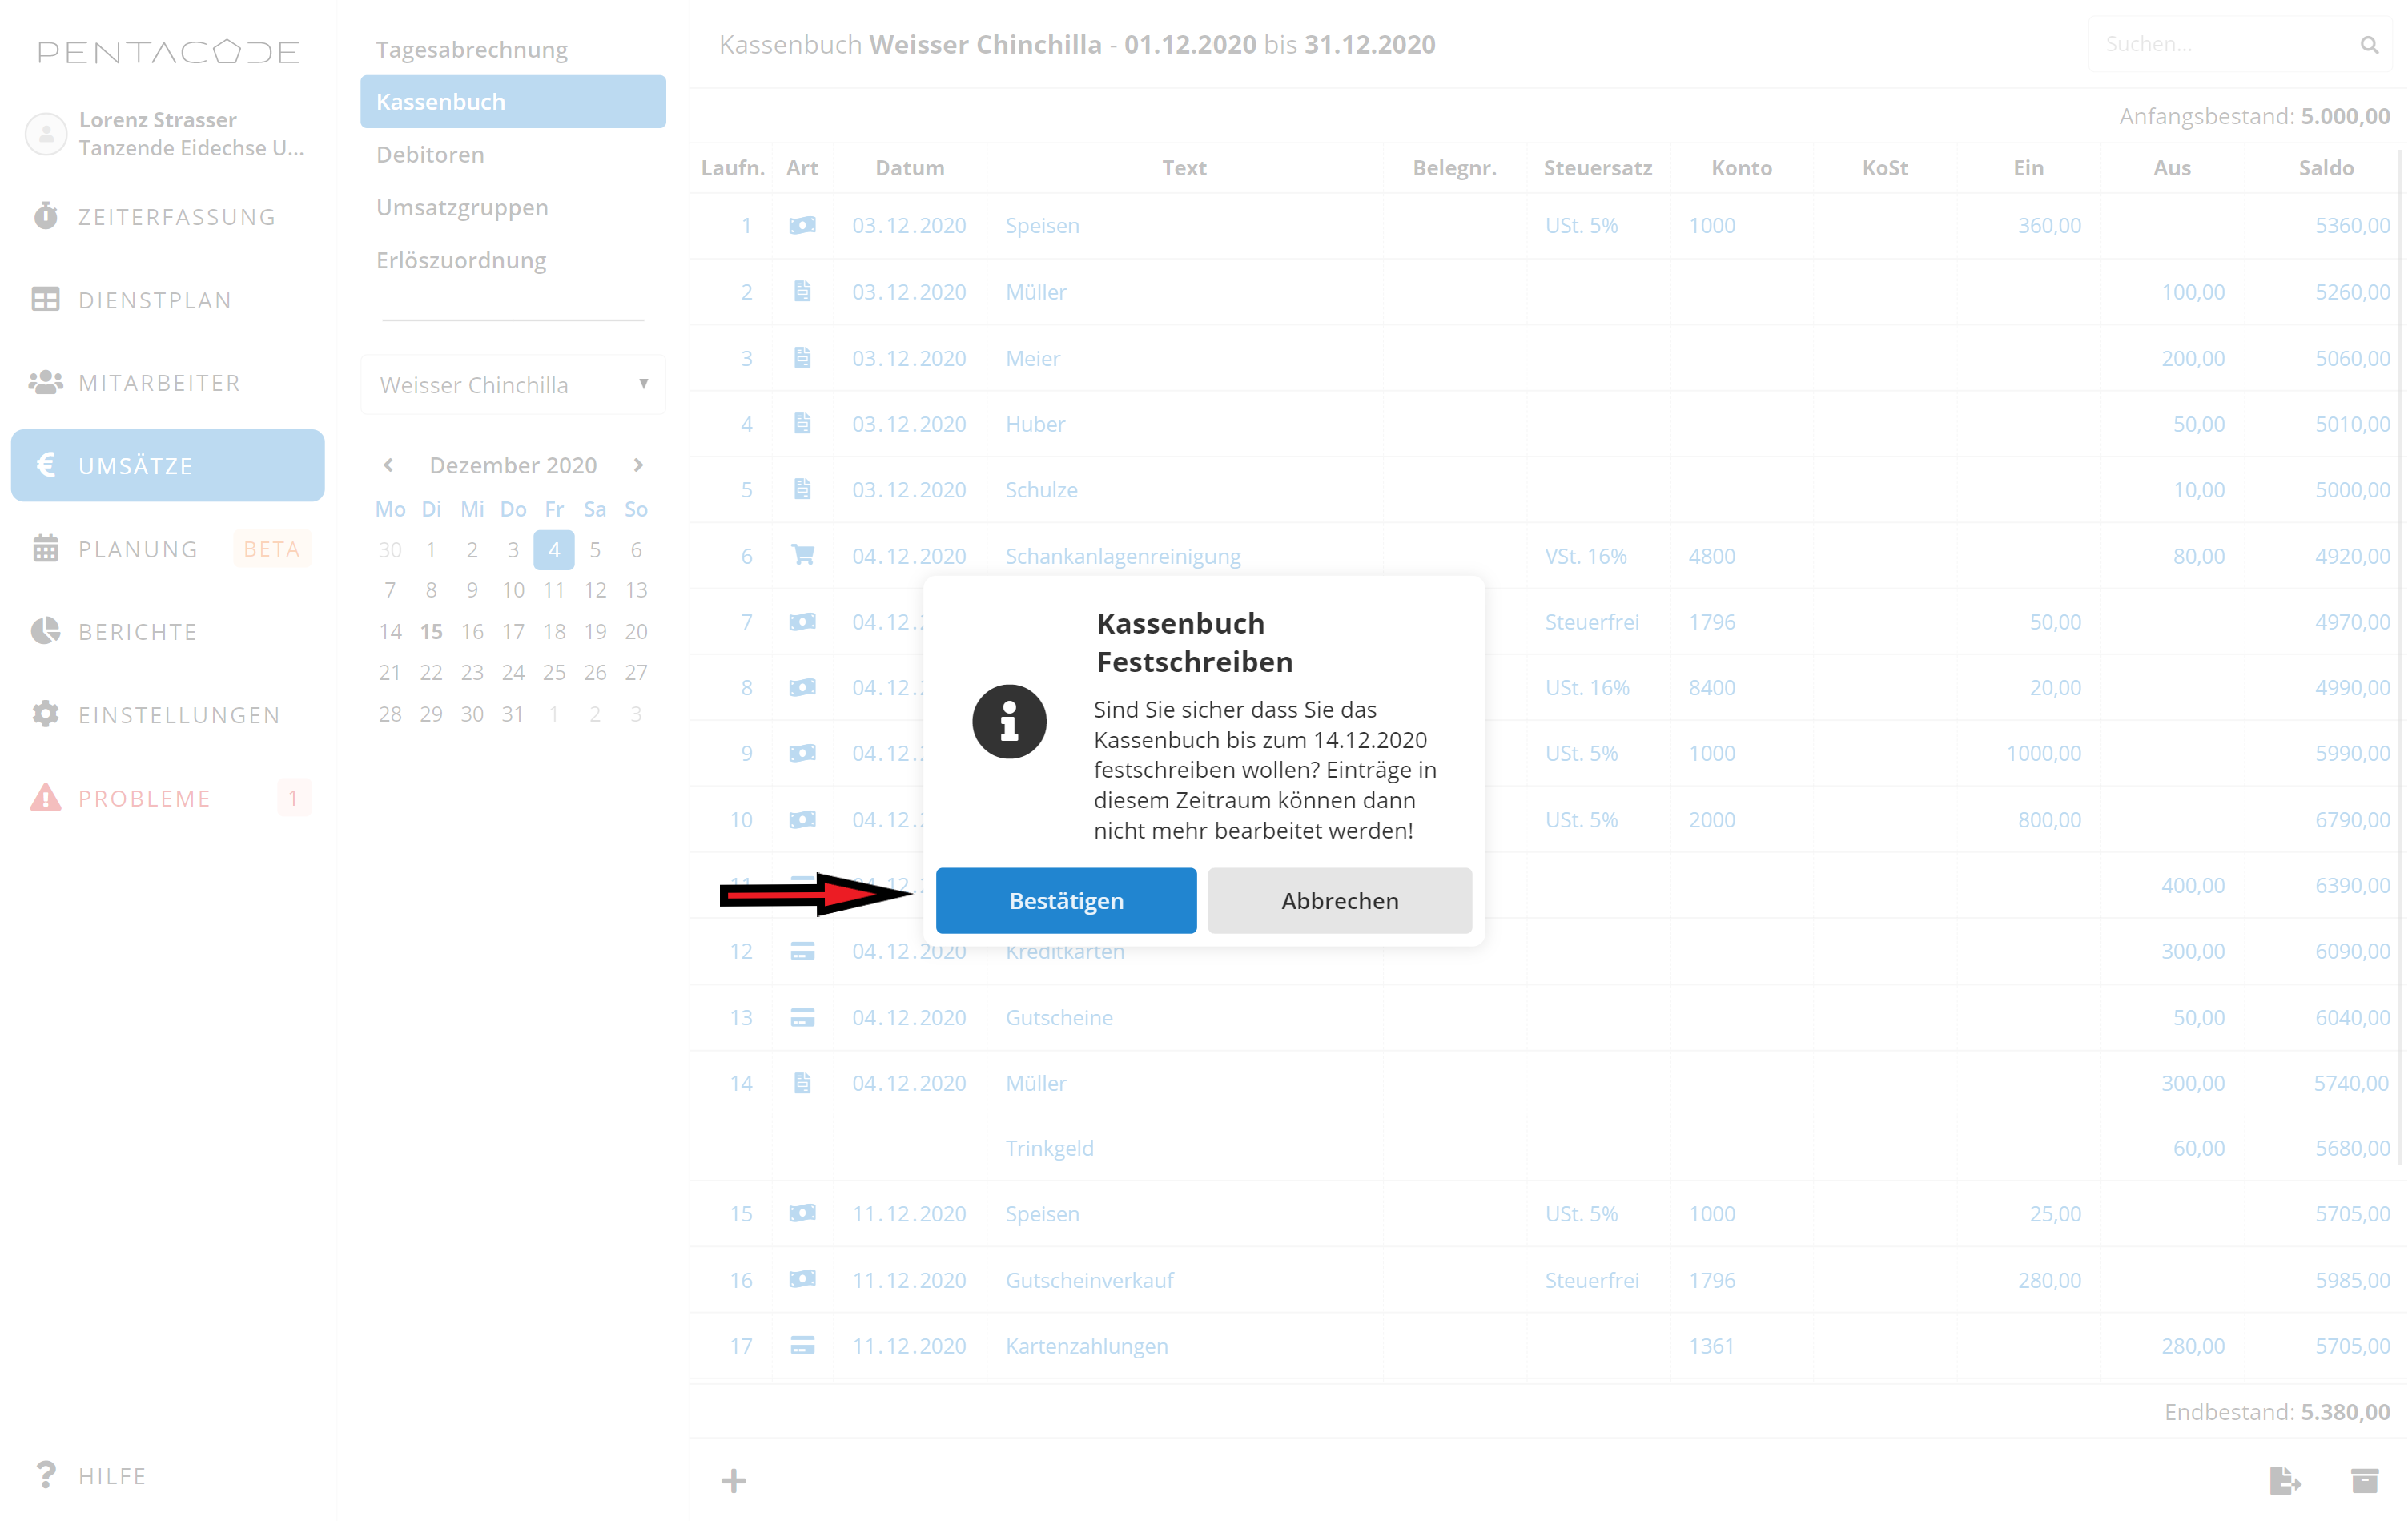 PENTACODE
Lorenz Strasser
Tanzende Eidechse U...
ZEITERFASSUNG
DIENSTPLAN
MITARBEITER
UMSÄTZE
PLANUNG BETA
BERICHTE
EINSTELLUNGEN
PROBLEME 1
HILFE
Tagesabrechnung
Kassenbuch
Debitoren
Umsatzgruppen
Erlöszuordnung
Weisser Chinchilla
Dezember 2020
Mo Di Mi Do Fr Sa So
30 1 2 3 4 5 6
7 8 9 10 11 12 13
14 15 16 17 18 19 20
21 22 23 24 25 26 27
28 29 30 31 1 2 3
Kassenbuch Weisser Chinchilla - 01.12.2020 bis 31.12.2020
Suchen...
Anfangsbestand: 5.000,00
Laufn. Art Datum Text Belegnr. Steuersatz Konto KoSt Ein Aus Saldo
1 03.12.2020 Speisen USt. 5% 1000 360,00 5360,00
2 03.12.2020 Müller 100,00 5260,00
3 03.12.2020 Meier 200,00 5060,00
4 03.12.2020 Huber 50,00 5010,00
5 03.12.2020 Schulze 10,00 5000,00
6 04.12.2020 Schankanlagenreinigung VSt. 16% 4800 80,00 4920,00
7 04.12. Steuerfrei 1796 50,00 4970,00
8 04.12. USt. 16% 8400 20,00 4990,00
9 04.12. USt. 5% 1000 1000,00 5990,00
10 04.12. USt. 5% 2000 800,00 6790,00
11 04.12. 400,00 6390,00
12 04.12.2020 Kreditkarten 300,00 6090,00
13 04.12.2020 Gutscheine 50,00 6040,00
14 04.12.2020 Müller 300,00 5740,00
Trinkgeld 60,00 5680,00
15 11.12.2020 Speisen USt. 5% 1000 25,00 5705,00
16 11.12.2020 Gutscheinverkauf Steuerfrei 1796 280,00 5985,00
17 11.12.2020 Kartenzahlungen 1361 280,00 5705,00
Endbestand: 5.380,00
Kassenbuch
Festschreiben
Sind Sie sicher dass Sie das
Kassenbuch bis zum 14.12.2020
festschreiben wollen? Einträge in
diesem Zeitraum können dann
nicht mehr bearbeitet werden!
Bestätigen Abbrechen